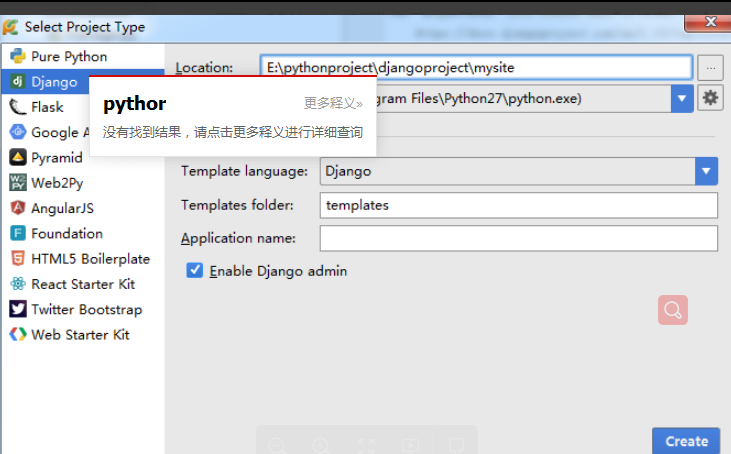 Select Project Type
Pure Python
Django
Flask
Google A
Pyramid
Web2Py
AngularJS
Foundation
HTML5 Boilerplate
React Starter Kit
Twitter Bootstrap
Web Starter Kit
Location:
E:\pythonproject\djangoproject\mysite
...
gram Files\Python27\python.exe)
pythor
更多释义»
没有找到结果，请点击更多释义进行详细查询
Template language:
Django
Templates folder:
templates
Application name:
Enable Django admin
Create